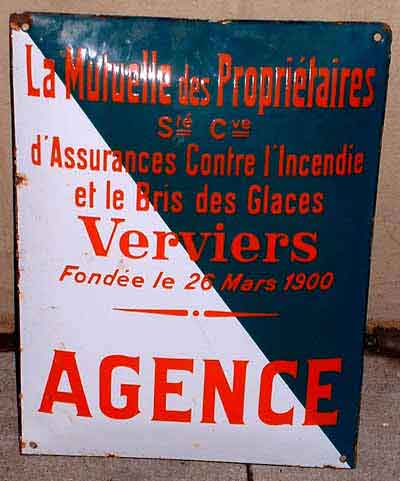 La Mutuelle des Propriétaires
Sté Cve
d'Assurances Contre l'Incendie
et le Bris des Glaces
Verviers
Fondée le 26 Mars 1900
AGENCE